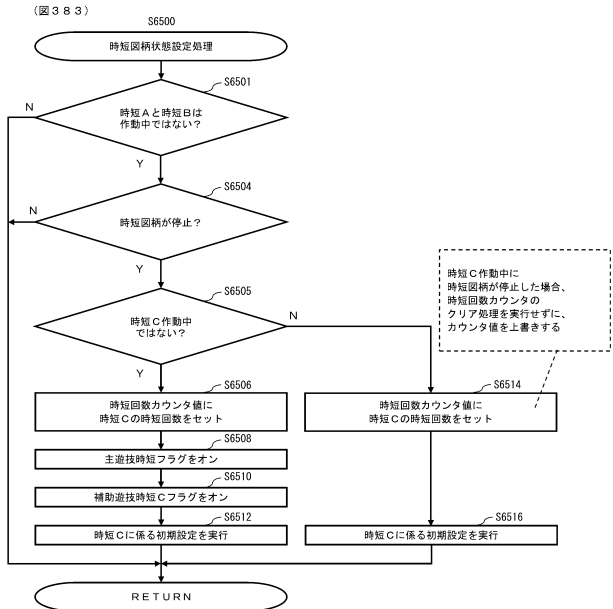 （図３８３）
S6500
時短図柄状態設定処理
S6501
時短Ａと時短Ｂは
作動中ではない？
N
Y
S6504
時短図柄が停止？
N
Y
S6505
時短Ｃ作動中
ではない？
N
Y
時短Ｃ作動中に
時短図柄が停止した場合、
時短回数カウンタの
クリア処理を実行せずに、
カウンタ値を上書きする
S6506
時短回数カウンタ値に
時短Ｃの時短回数をセット
S6514
時短回数カウンタ値に
時短Ｃの時短回数をセット
S6508
主遊技時短フラグをオン
S6510
補助遊技時短Ｃフラグをオン
S6512
時短Ｃに係る初期設定を実行
S6516
時短Ｃに係る初期設定を実行
ＲＥＴＵＲＮ